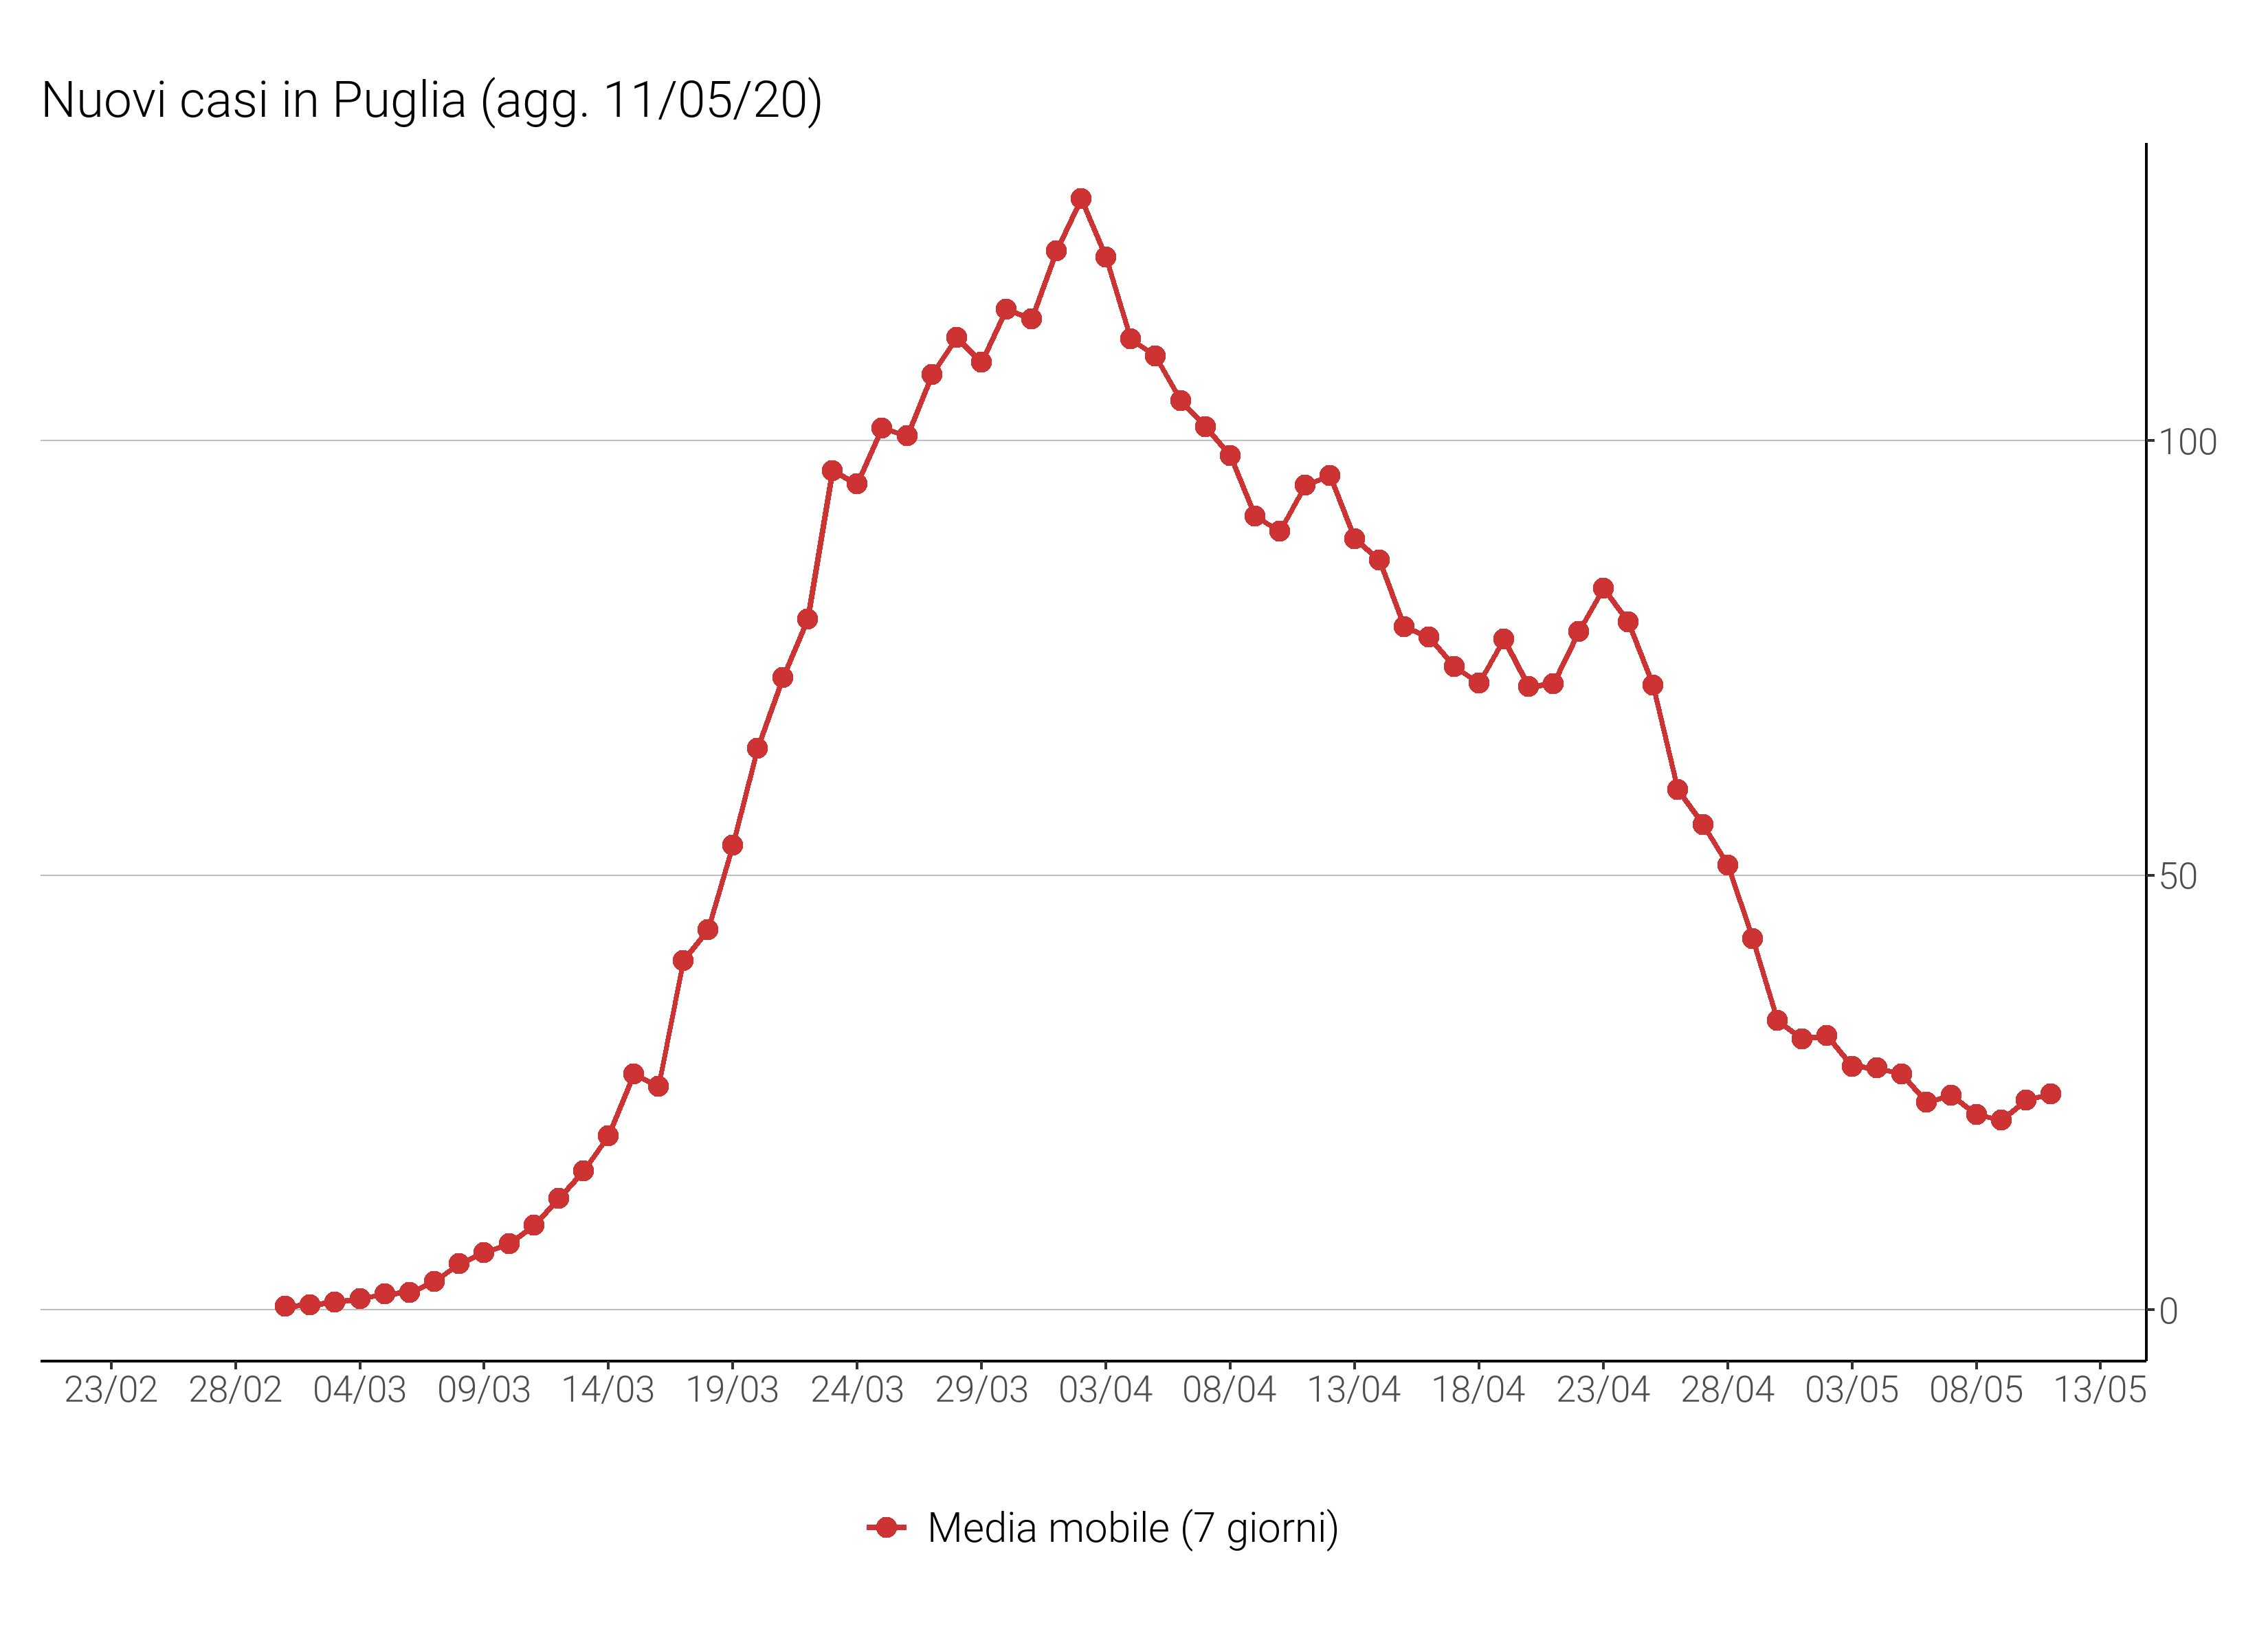 Nuovi casi in Puglia (agg. 11/05/20)
100
50
0
23/02 28/02 04/03 09/03 14/03 19/03 24/03 29/03 03/04 08/04 13/04 18/04 23/04 28/04 03/05 08/05 13/05
Media mobile (7 giorni)